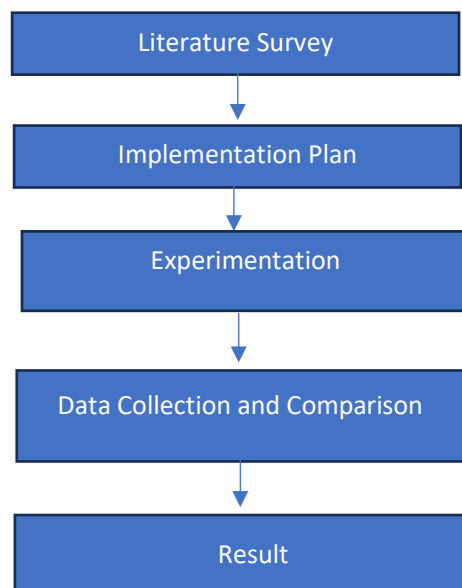 Literature Survey
Implementation Plan
Experimentation
Data Collection and Comparison
Result